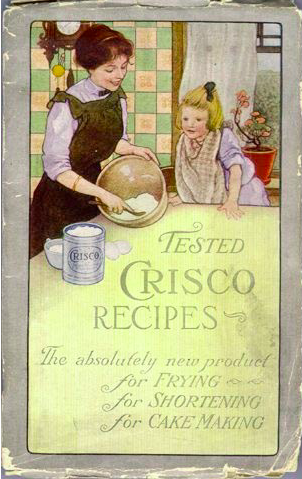 CRISCO
TESTED
CRISCO
RECIPES
The absolutely new product
for FRYING
for SHORTENING
for CAKE MAKING